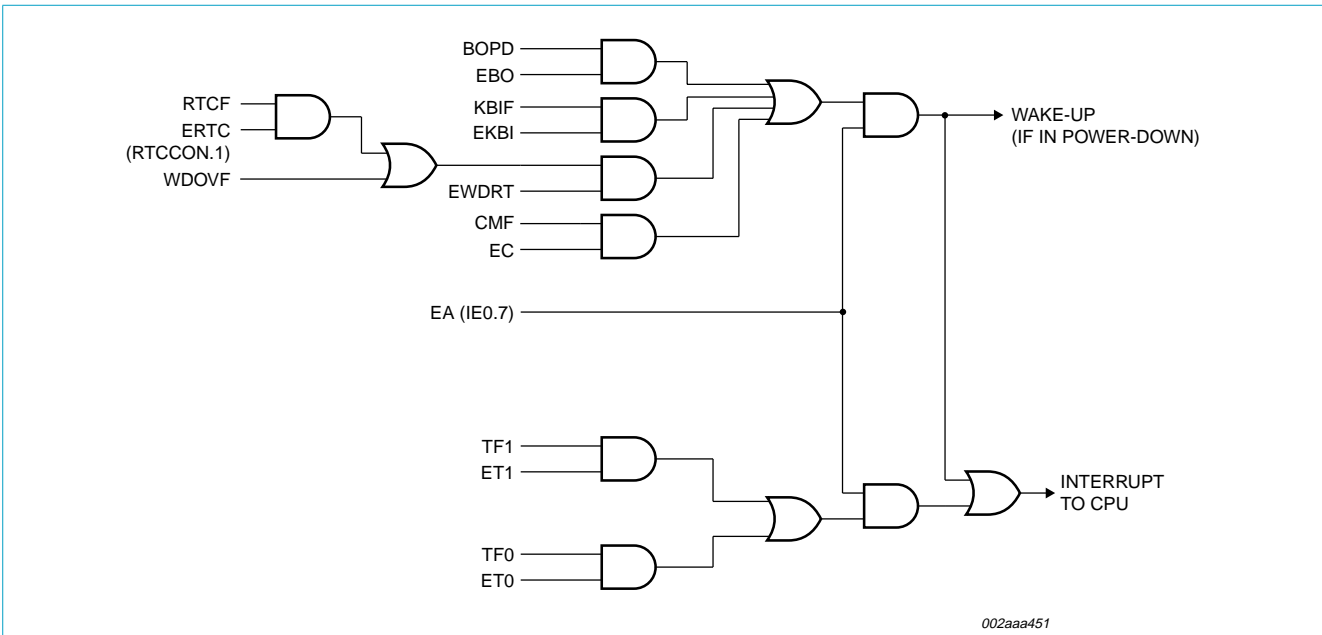 BOPD
EBO
RTCF
ERTC
(RTCCON.1)
WDOVF
KBIF
EKBI
EWDRT
CMF
EC
WAKE-UP
(IF IN POWER-DOWN)
EA (IE0.7)
TF1
ET1
TF0
ET0
INTERRUPT
TO CPU
002aaa451